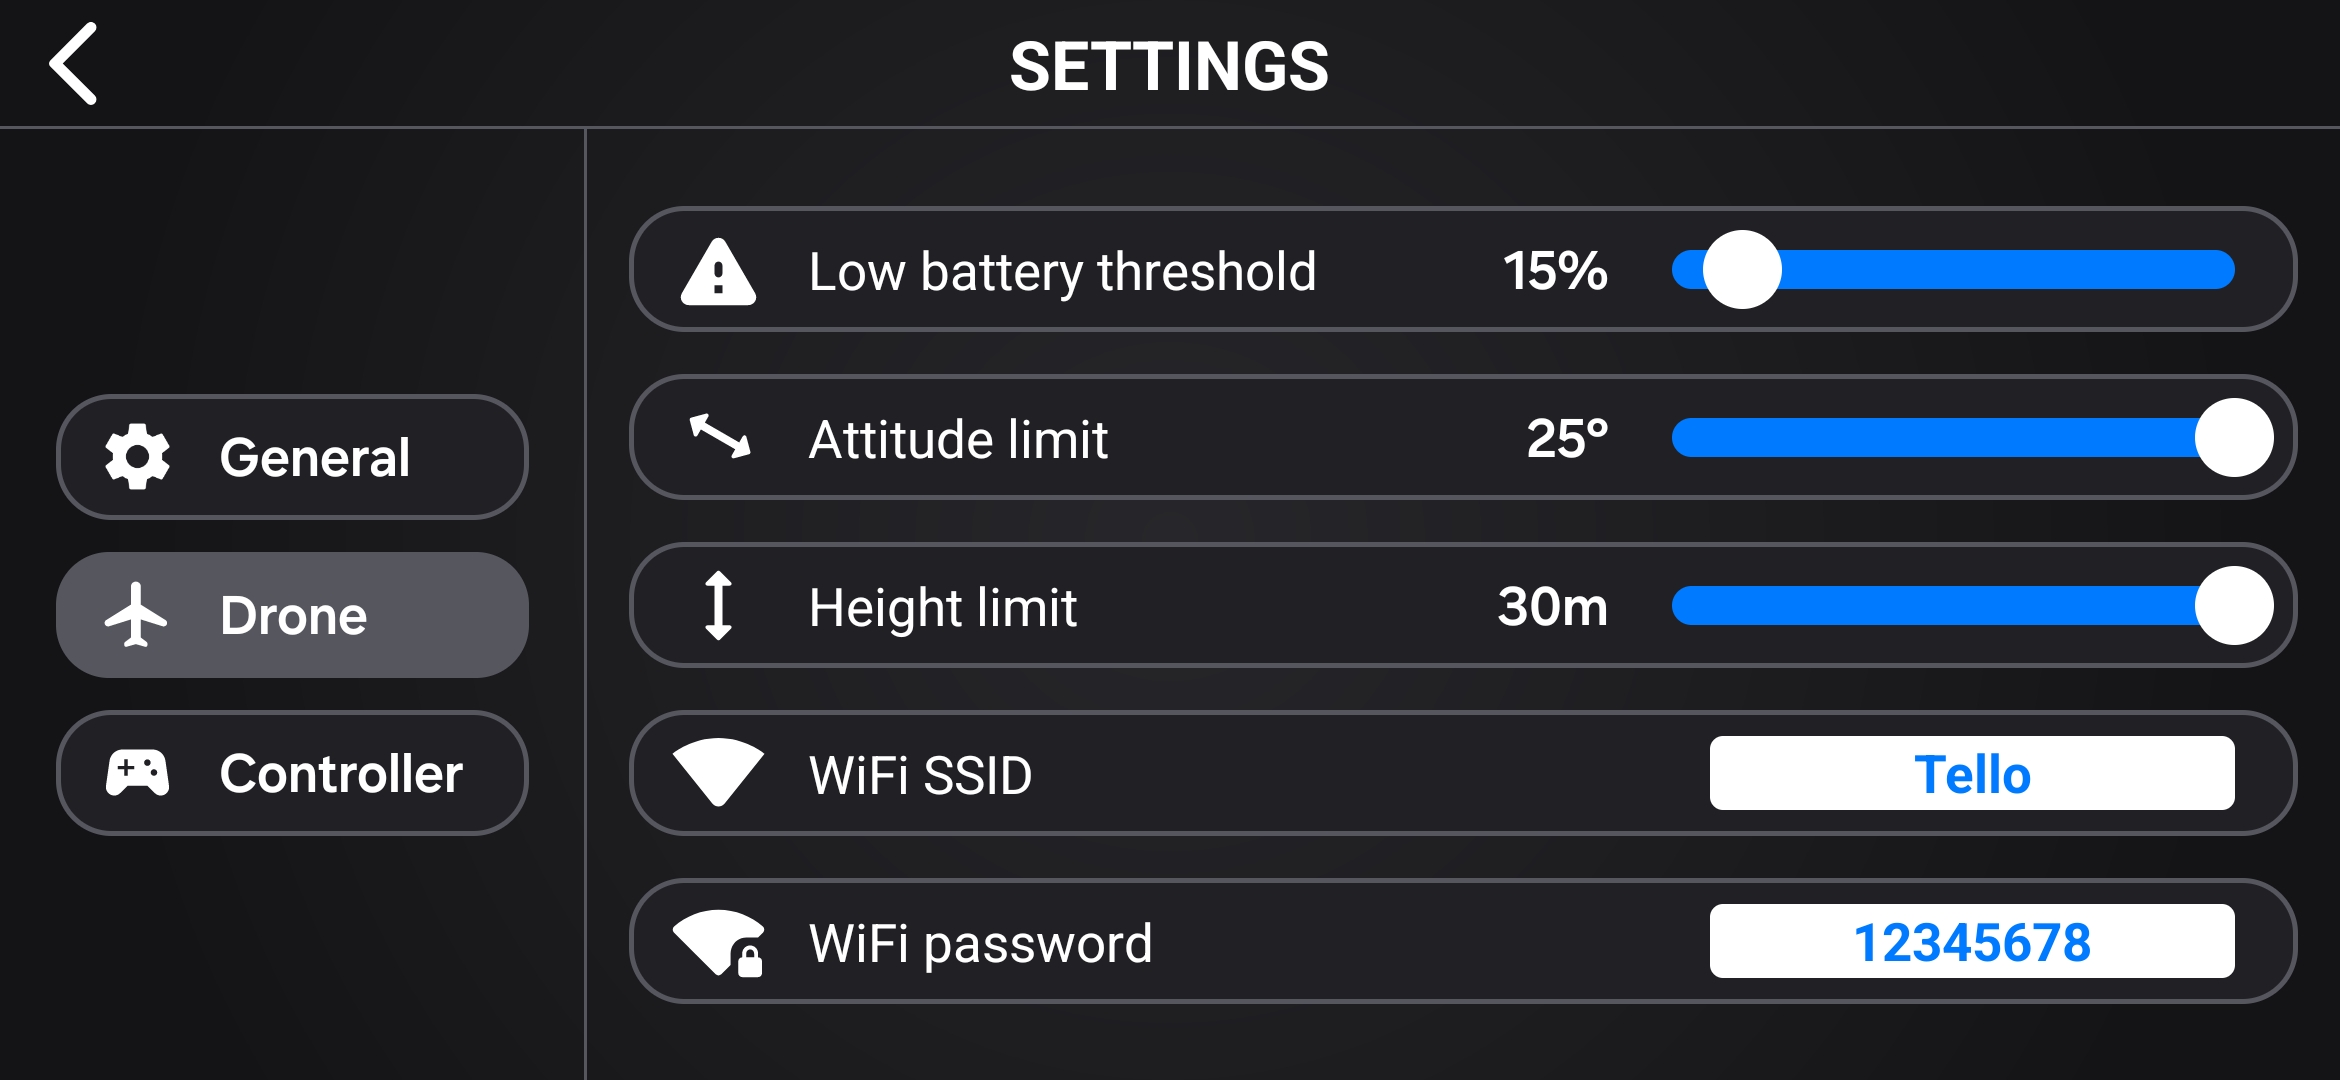 SETTINGS
General
Drone
Controller
Low battery threshold 15%
Attitude limit 25°
Height limit 30m
WiFi SSID Tello
WiFi password 12345678